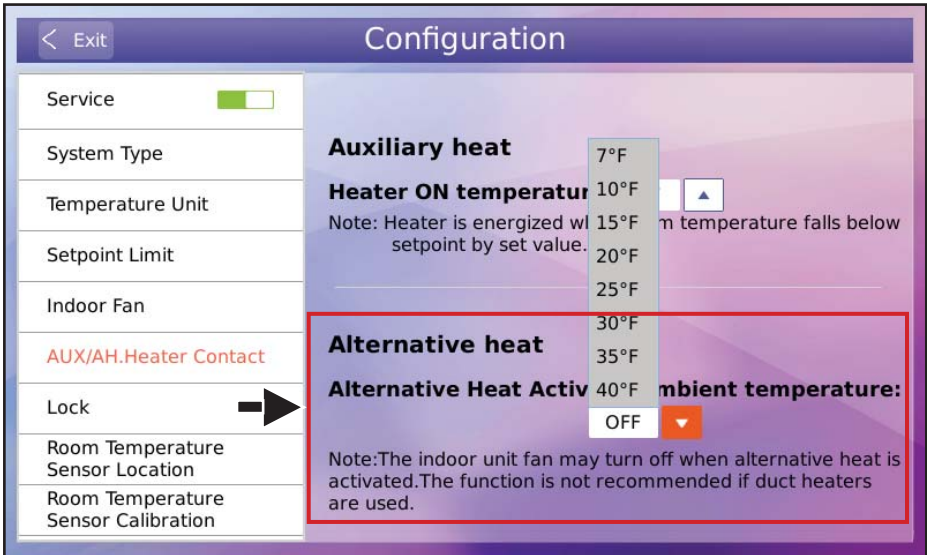 < Exit
Configuration
Service
System Type
Temperature Unit
Setpoint Limit
Indoor Fan
AUX/AH.Heater Contact
Lock
Room Temperature
Sensor Location
Room Temperature
Sensor Calibration
Auxiliary heat
Heater ON
Note: Heater is energized
temperature falls below
setpoint by set value.
7°F
10°F
15°F
20°F
25°F
30°F
35°F
40°F
OFF
Alternative heat
Alternative Heat
temperature:
Note:The indoor unit fan may turn off when alternative heat is
activated.The function is not recommended if duct heaters
are used.